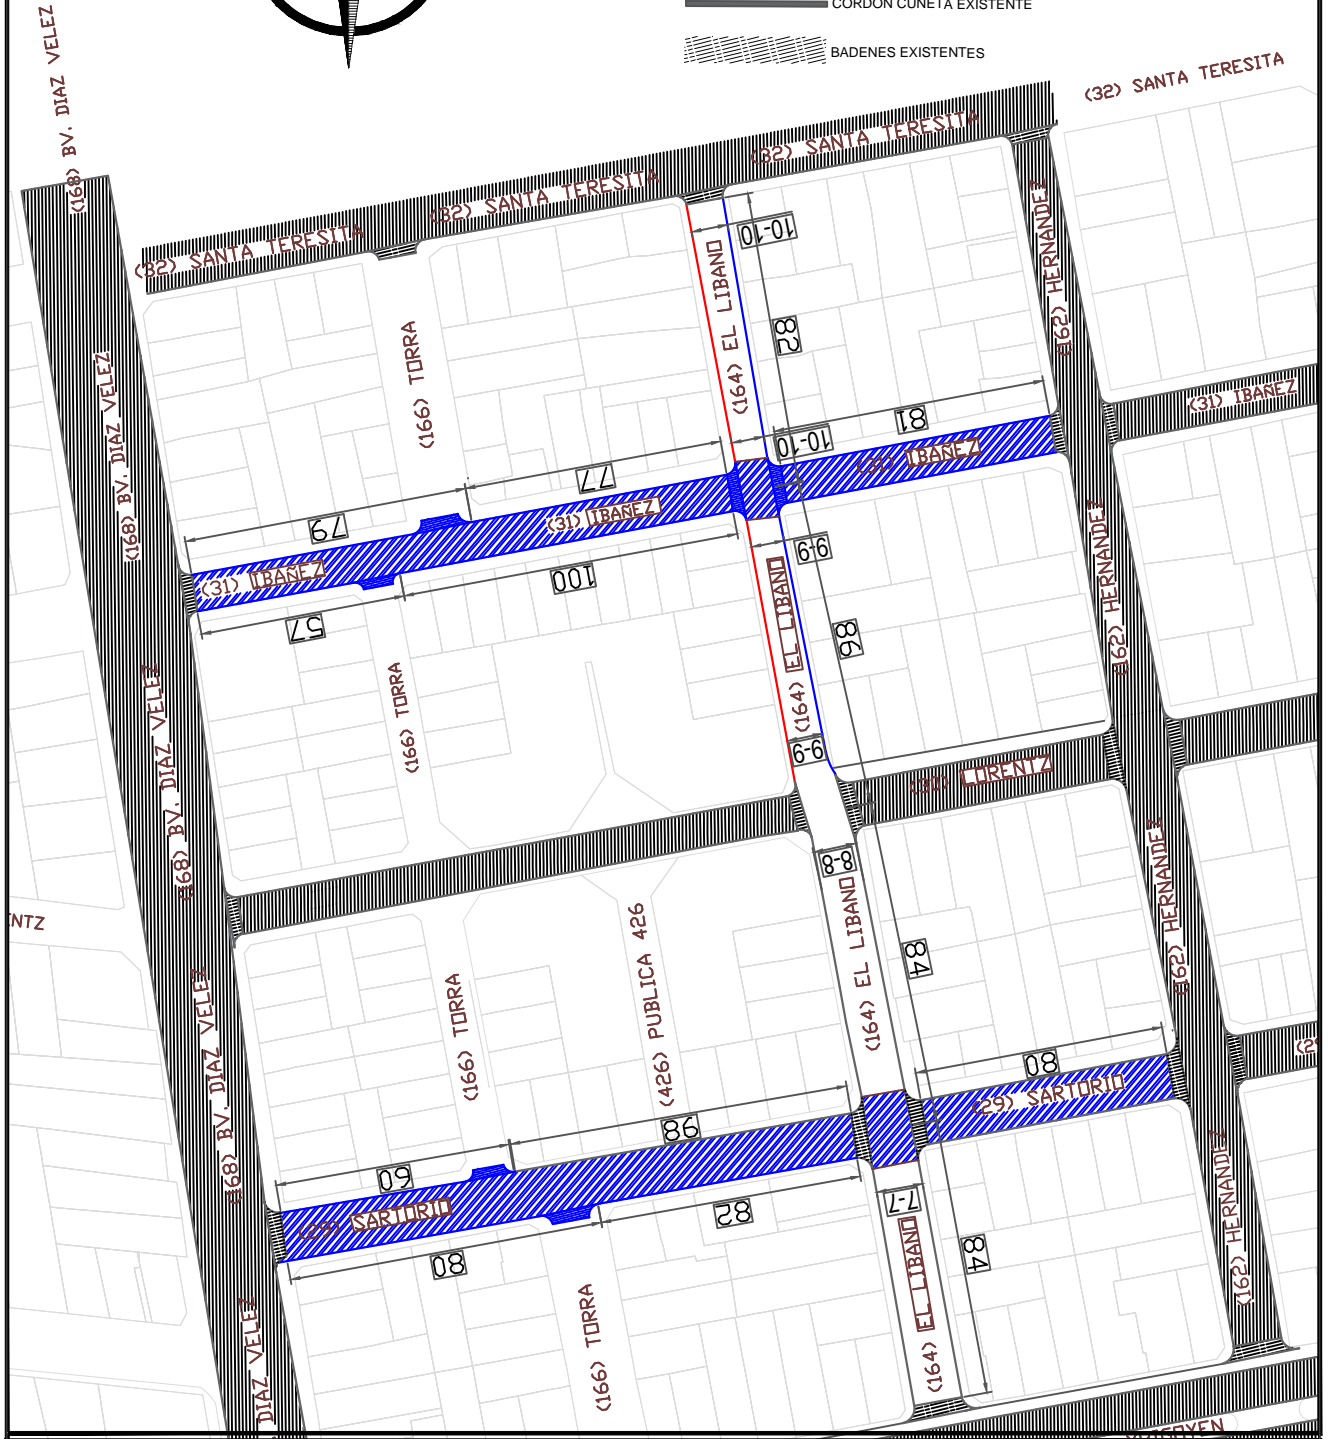 CORDON CUNETA EXISTENTE
BADENES EXISTENTES
(168) BV. DIAZ VELEZ
(32) SANTA TERESITA
(32) SANTA TERESITA
(32) SANTA TERESITA
(32) SANTA TERESITA
(164) EL LIBANO
10-10
82
(162) HERNANDEZ
(166) TORRA
(168) BV. DIAZ VELEZ
(31) IBAÑEZ
81
10-10
(31) IBAÑEZ
77
79
(31) IBAÑEZ
(31) IBAÑEZ
100
57
9-9
(164) EL LIBANO
86
(162) HERNANDEZ
(166) TORRA
(168) BV. DIAZ VELEZ
9-9
(30) LORENTZ
8-8
NTZ
(164) EL LIBANO
84
(162) HERNANDEZ
(166) TORRA
(426) PUBLICA 426
(168) BV. DIAZ VELEZ
80
(29) SARTORIO
98
60
(29) SARTORIO
82
80
7-7
(164) EL LIBANO
84
(162) HERNANDEZ
(166) TORRA
DIAZ VELEZ